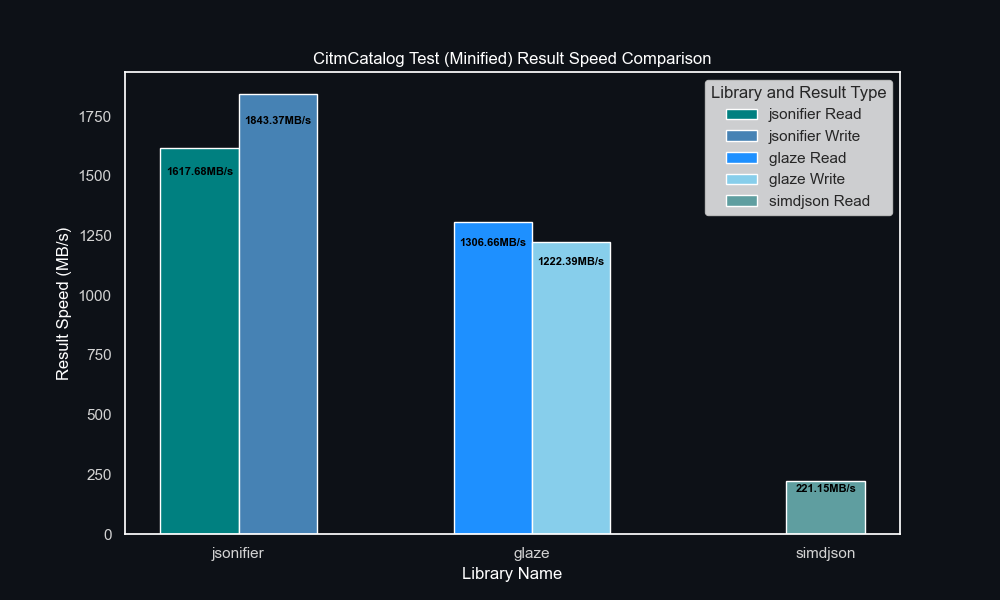 CitmCatalog Test (Minified) Result Speed Comparison
Library and Result Type
jsonifier Read
jsonifier Write
glaze Read
glaze Write
simdjson Read
Result Speed (MB/s)
1750
1500
1250
1000
750
500
250
0
1617.68MB/s
1843.37MB/s
1306.66MB/s
1222.39MB/s
221.15MB/s
jsonifier
glaze
simdjson
Library Name